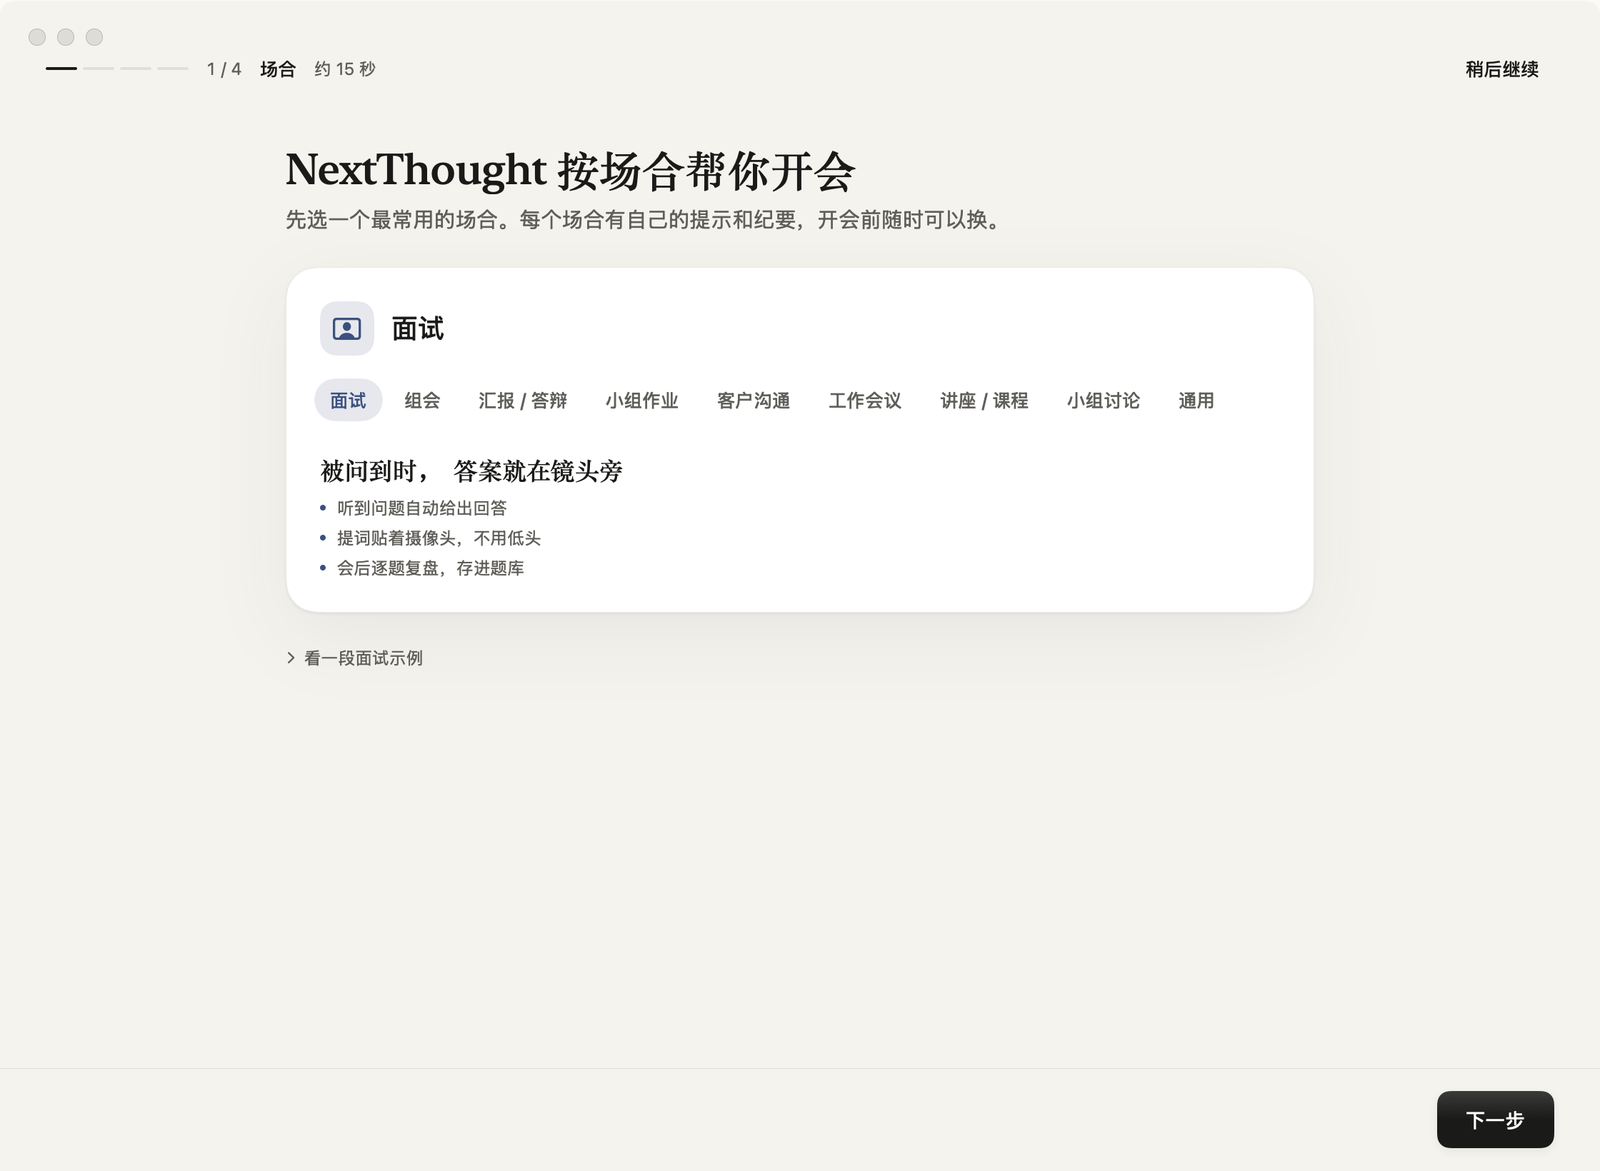 1 / 4 场合 约 15 秒
稍后继续
NextThought 按场合帮你开会
先选一个最常用的场合。每个场合有自己的提示和纪要，开会前随时可以换。
面试
面试 组会 汇报 / 答辩 小组作业 客户沟通 工作会议 讲座 / 课程 小组讨论 通用
被问到时， 答案就在镜头旁
• 听到问题自动给出回答
• 提词贴着摄像头，不用低头
• 会后逐题复盘，存进题库
看一段面试示例
下一步